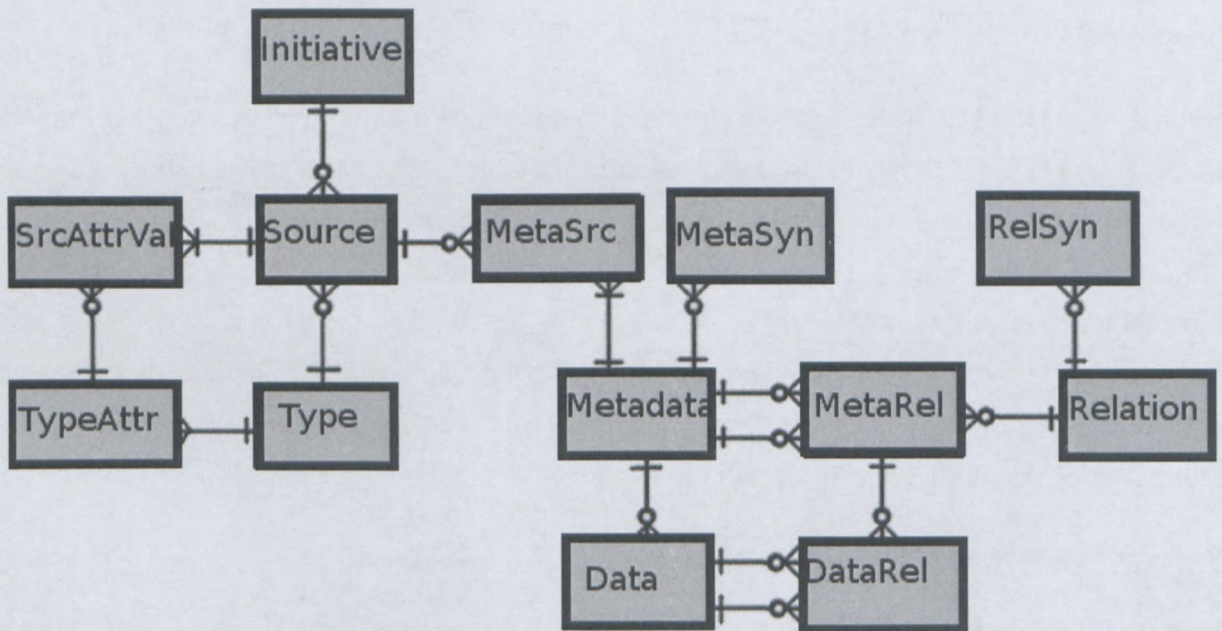 Initiative
SrcAttrVal
Source
MetaSrc
MetaSyn
RelSyn
TypeAttr
Type
Metadata
MetaRel
Relation
Data
DataRel